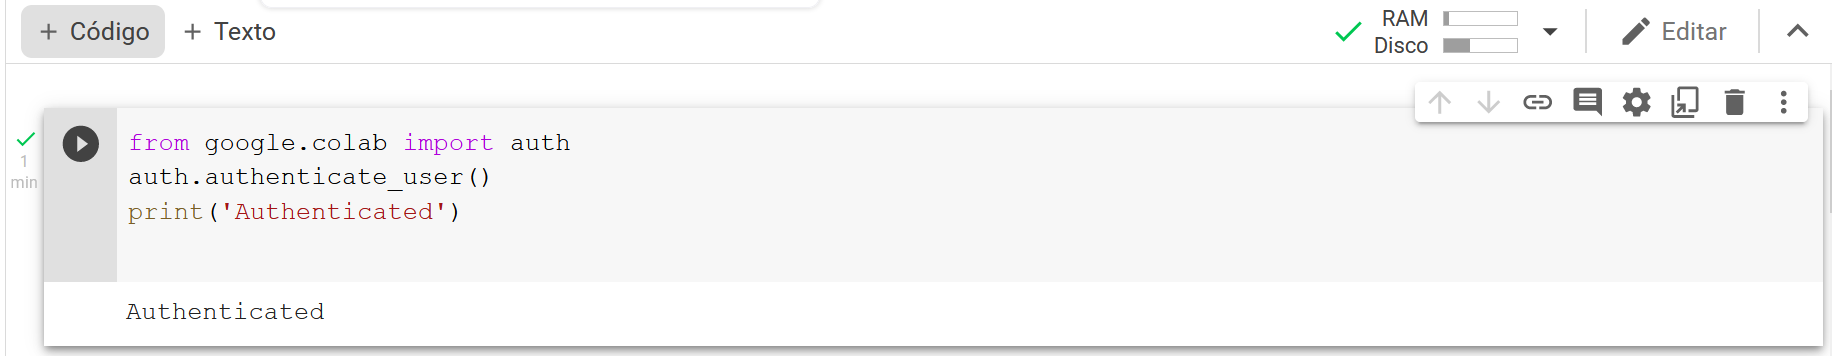 + Código + Texto
RAM
Disco
Editar
1
min
from google.colab import auth
auth.authenticate_user()
print('Authenticated')
Authenticated